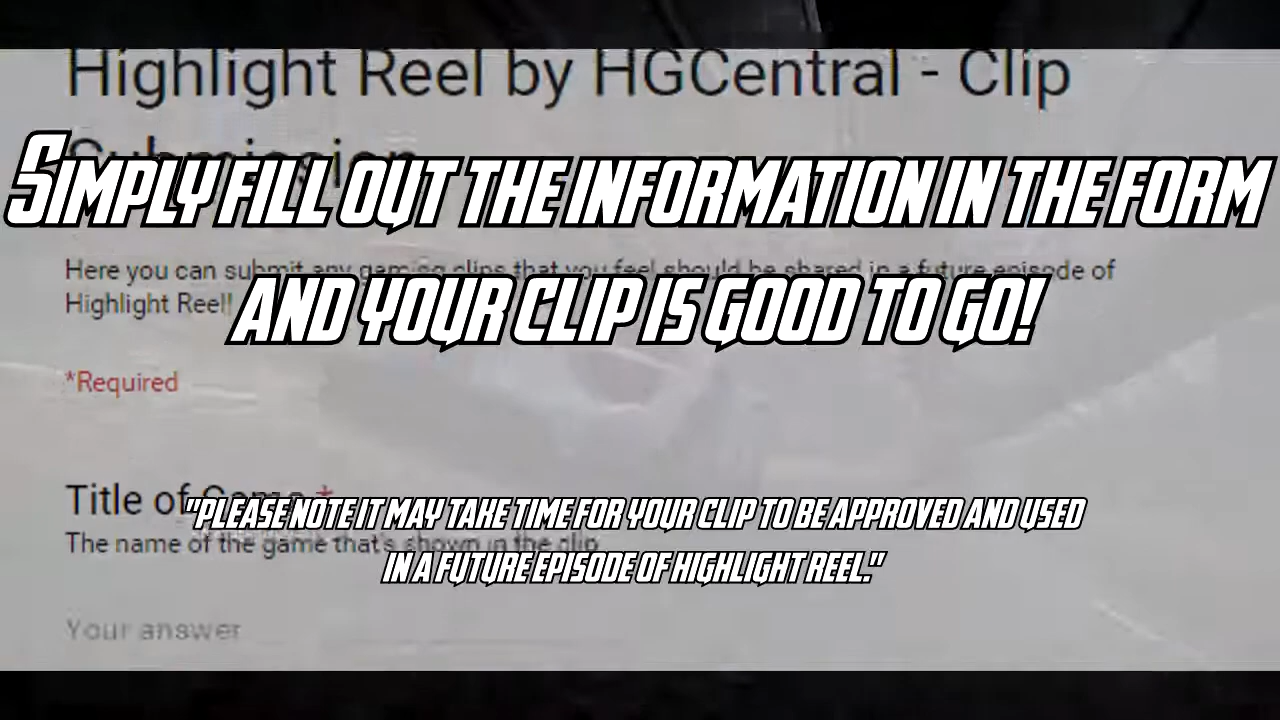 Highlight Reel by HGCentral - Clip
Submission
SIMPLY FILL OUT THE INFORMATION IN THE FORM
Here you can submit any gaming clips that you feel should be shared in a future episode of
Highlight Reel!
AND YOUR CLIP IS GOOD TO GO!
*Required
Title of Game *
"PLEASE NOTE IT MAY TAKE TIME FOR YOUR CLIP TO BE APPROVED AND USED
The name of the game that's shown in the clip
IN A FUTURE EPISODE OF HIGHLIGHT REEL."
Your answer